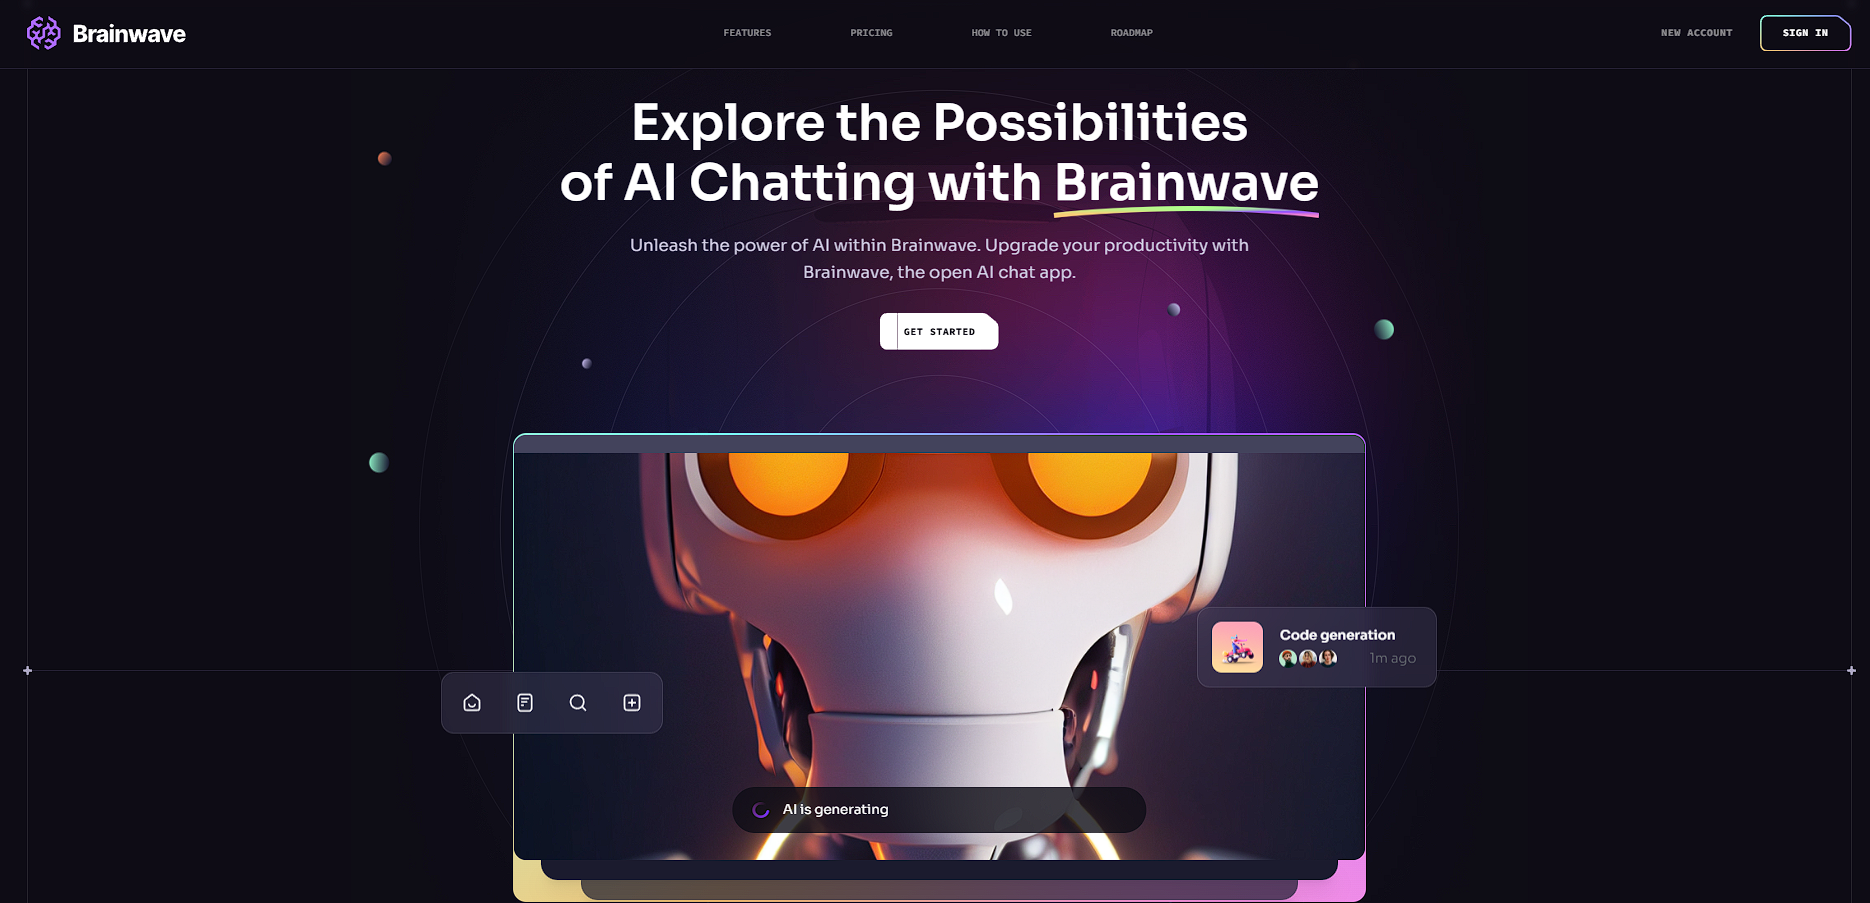 Brainwave
FEATURES
PRICING
HOW TO USE
ROADMAP
NEW ACCOUNT
SIGN IN
Explore the Possibilities
of AI Chatting with Brainwave
Unleash the power of AI within Brainwave. Upgrade your productivity with
Brainwave, the open AI chat app.
GET STARTED
Code generation
1m ago
AI is generating